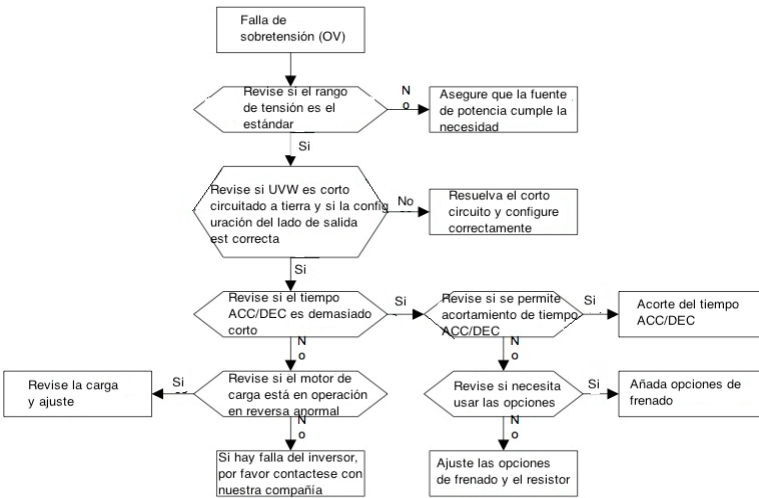 Falla de
sobretensión (OV)
Revise si el rango
de tensión es el
estándar
N
o
Asegure que la fuente
de potencia cumple la
necesidad
Si
Revise si UVW es corto
circuitado a tierra y si la config
uración del lado de salida
est correcta
No
Resuelva el corto
circuito y configure
correctamente
Si
Revise si el tiempo
ACC/DEC es demasiado
corto
Si
Revise si se permite
acortamiento de tiempo
ACC/DEC
Si
Acorte del tiempo
ACC/DEC
N
o
N
o
Revise la carga
y ajuste
Si
Revise si el motor de
carga está en operación
en reversa anormal
Revise si necesita
usar las opciones
Si
Añada opciones de
frenado
N
o
N
o
Si hay falla del inversor,
por favor contactese con
nuestra compañía
Ajuste las opciones
de frenado y el resistor